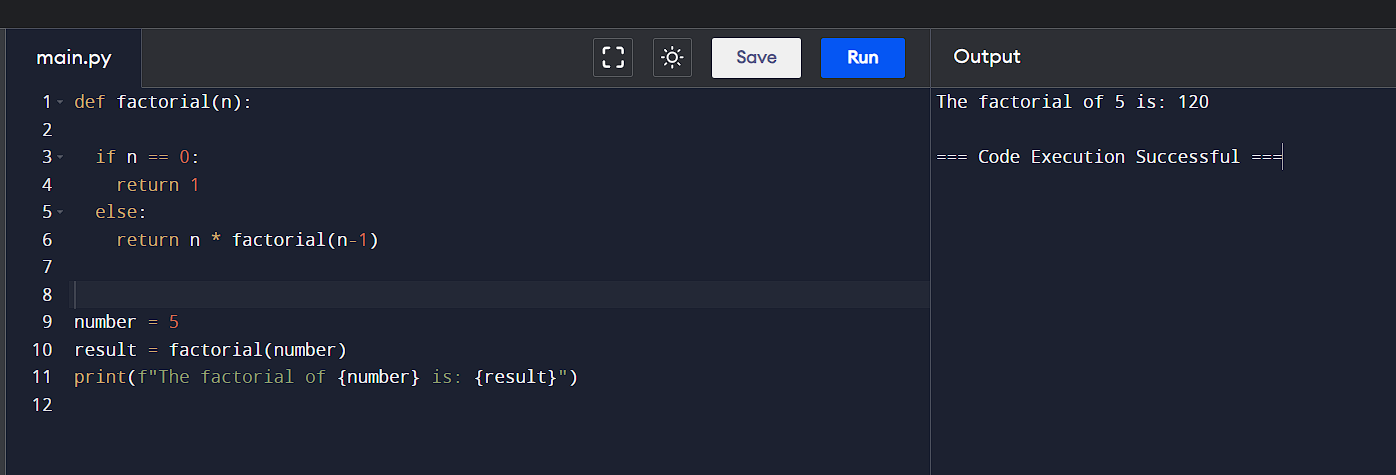 main.py
Save
Run
Output
1 def factorial(n):
2
3   if n == 0:
4     return 1
5   else:
6     return n * factorial(n-1)
7
8
9 number = 5
10 result = factorial(number)
11 print(f"The factorial of {number} is: {result}")
12
The factorial of 5 is: 120
=== Code Execution Successful ===